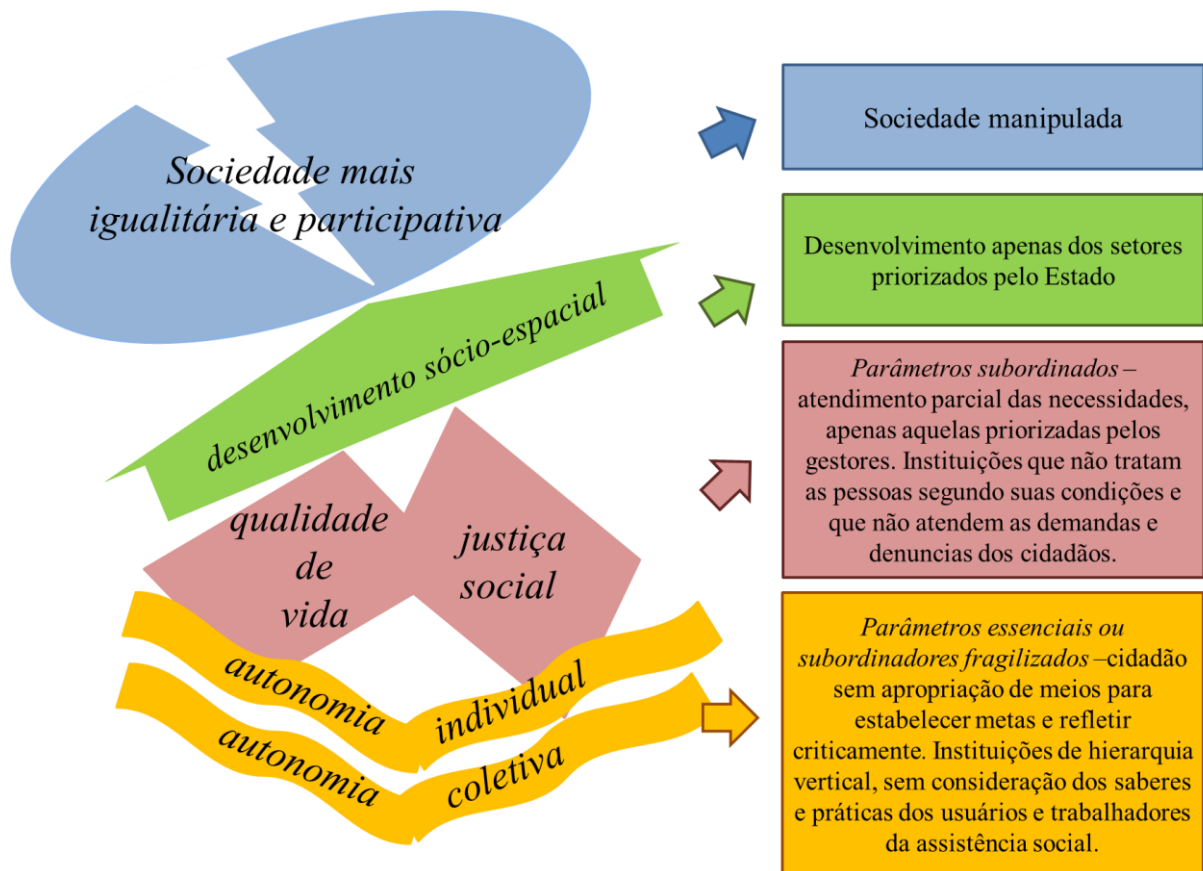 Sociedade mais
igualitária e participativa
desenvolvimento sócio-espacial
qualidade
de
vida
justiça
social
autonomia individual
autonomia coletiva
Sociedade manipulada
Desenvolvimento apenas dos setores
priorizados pelo Estado
Parâmetros subordinados –
atendimento parcial das necessidades,
apenas aquelas priorizadas pelos
gestores. Instituições que não tratam
as pessoas segundo suas condições e
que não atendem as demandas e
denuncias dos cidadãos.
Parâmetros essenciais ou
subordinadores fragilizados –cidadão
sem apropriação de meios para
estabelecer metas e refletir
criticamente. Instituições de hierarquia
vertical, sem consideração dos saberes
e práticas dos usuários e trabalhadores
da assistência social.